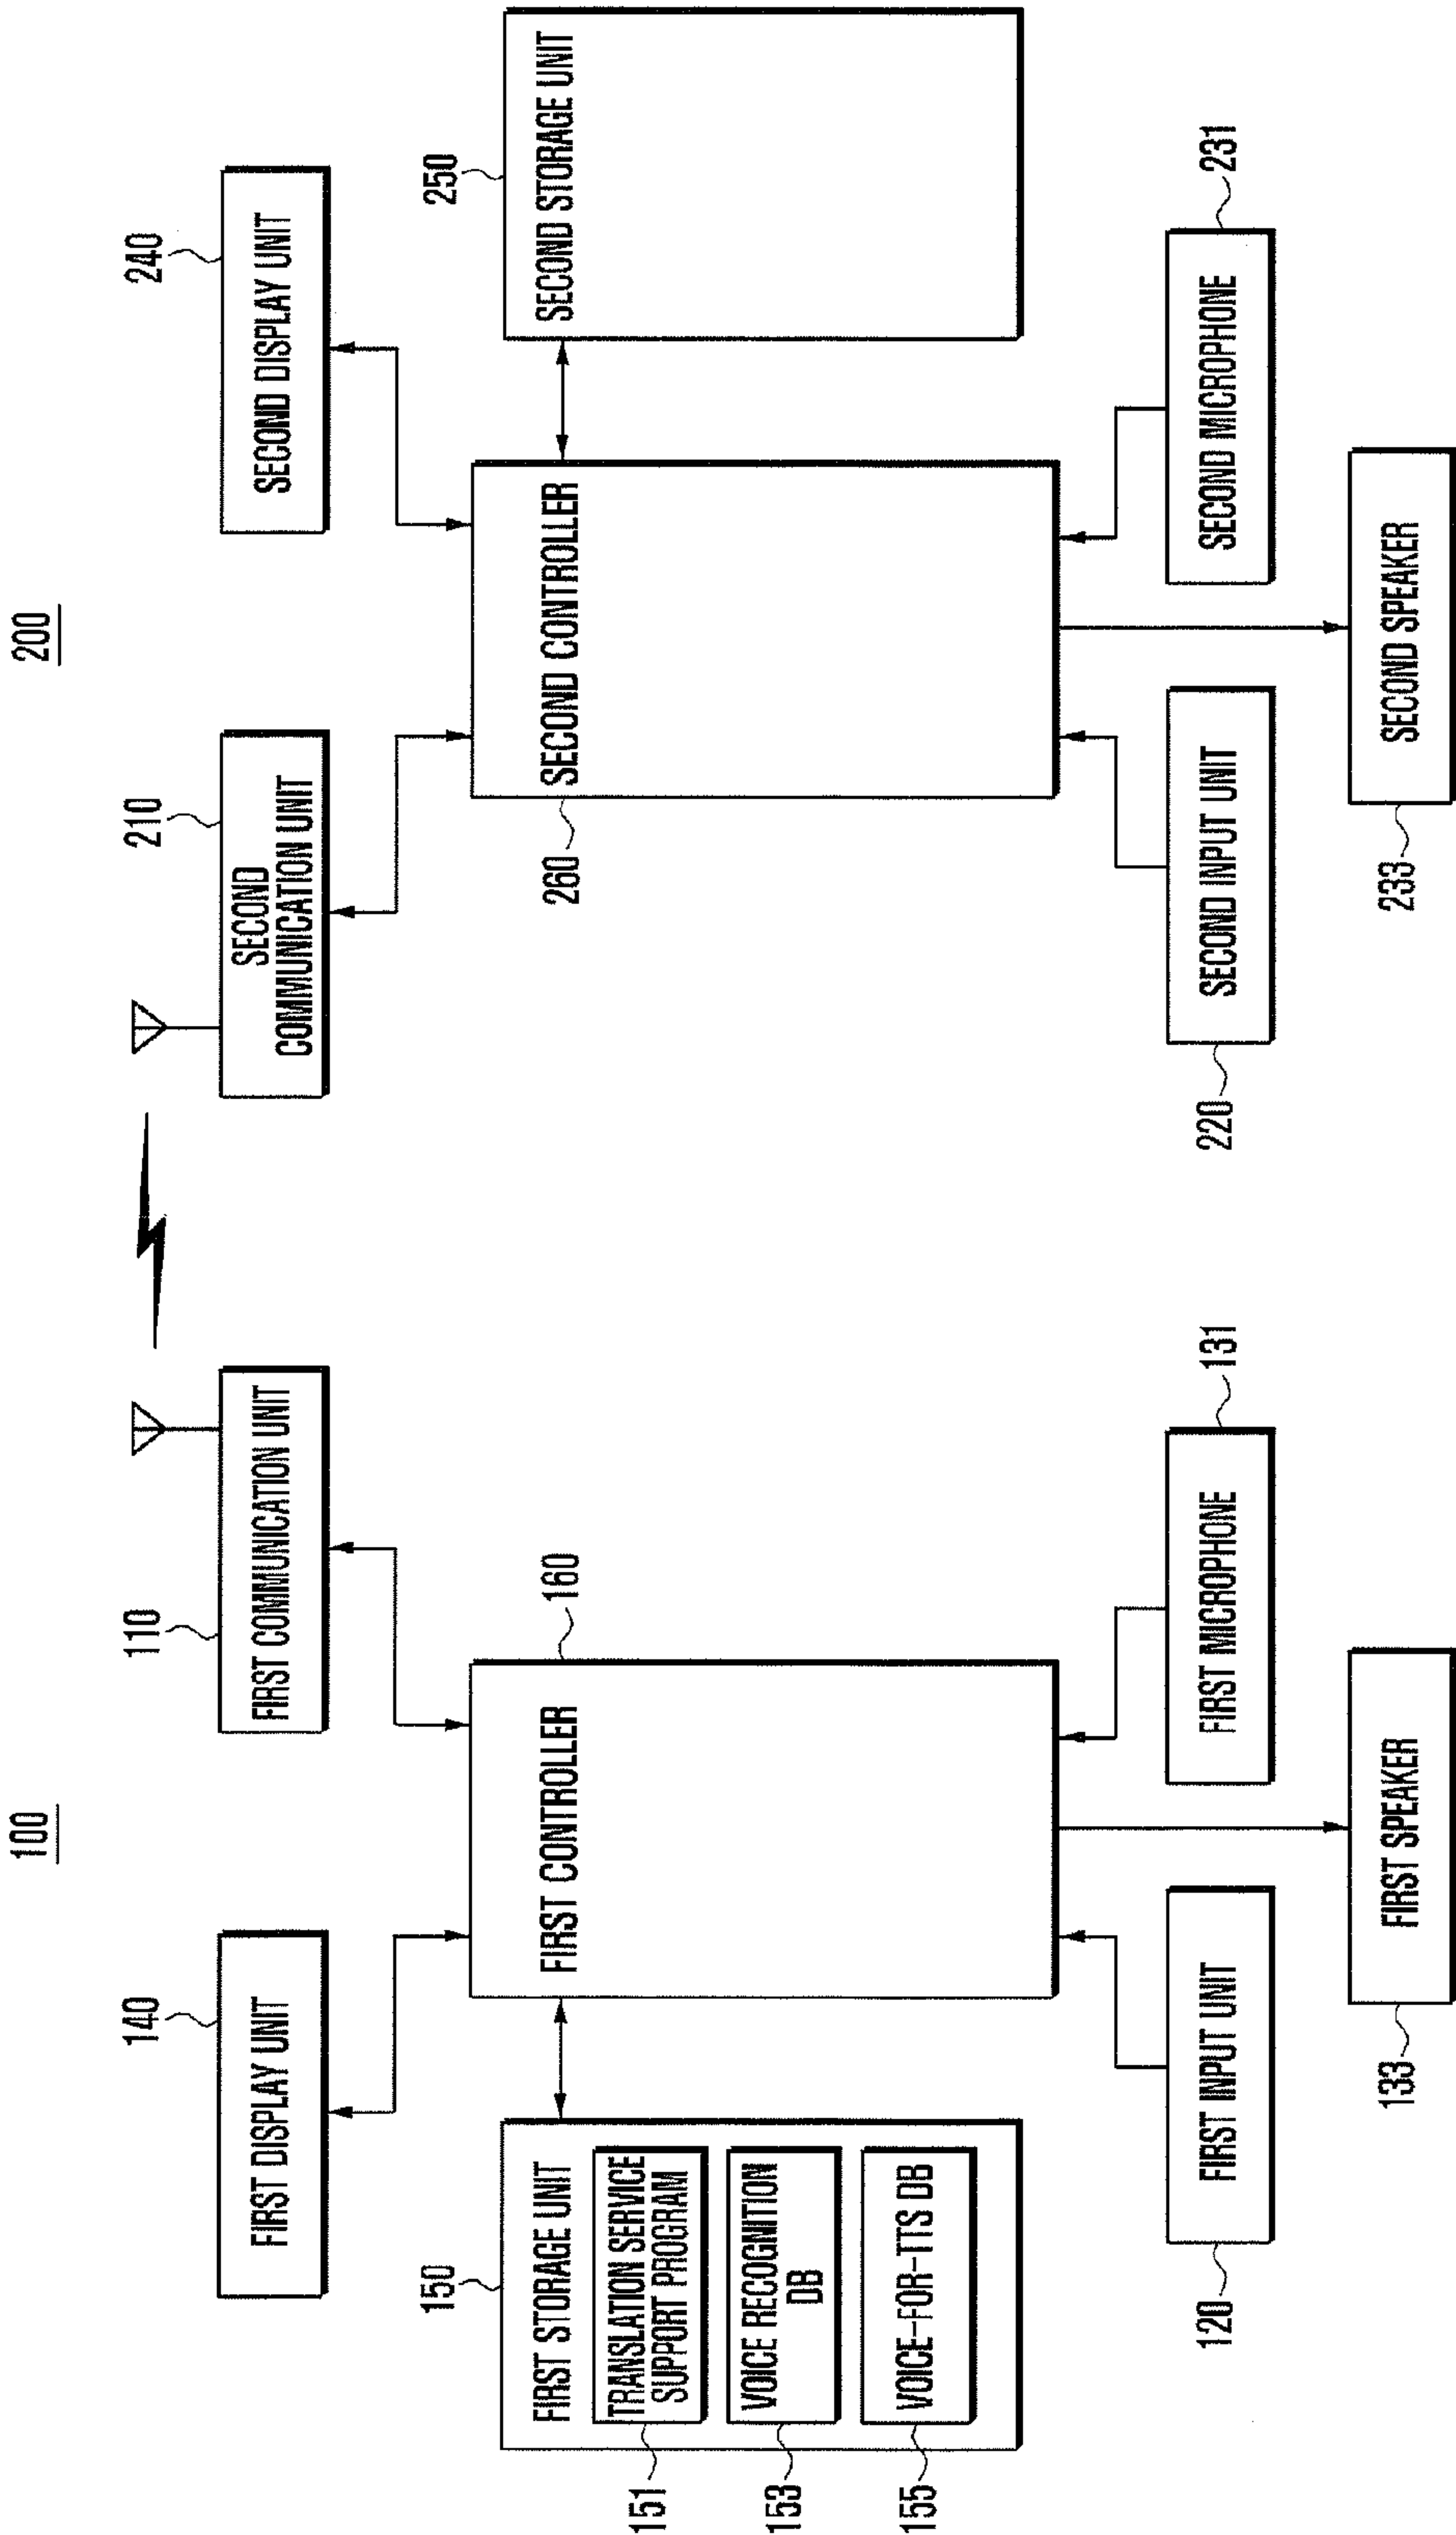 100
200
140
FIRST DISPLAY UNIT
110
FIRST COMMUNICATION UNIT
210
SECOND
COMMUNICATION UNIT
240
SECOND DISPLAY UNIT
150
FIRST STORAGE UNIT
151
TRANSLATION SERVICE
SUPPORT PROGRAM
153
VOICE RECOGNITION
DB
155
VOICE-FOR-TTS DB
160
FIRST CONTROLLER
260
SECOND CONTROLLER
250
SECOND STORAGE UNIT
120
FIRST INPUT UNIT
131
FIRST MICROPHONE
220
SECOND INPUT UNIT
231
SECOND MICROPHONE
133
FIRST SPEAKER
233
SECOND SPEAKER